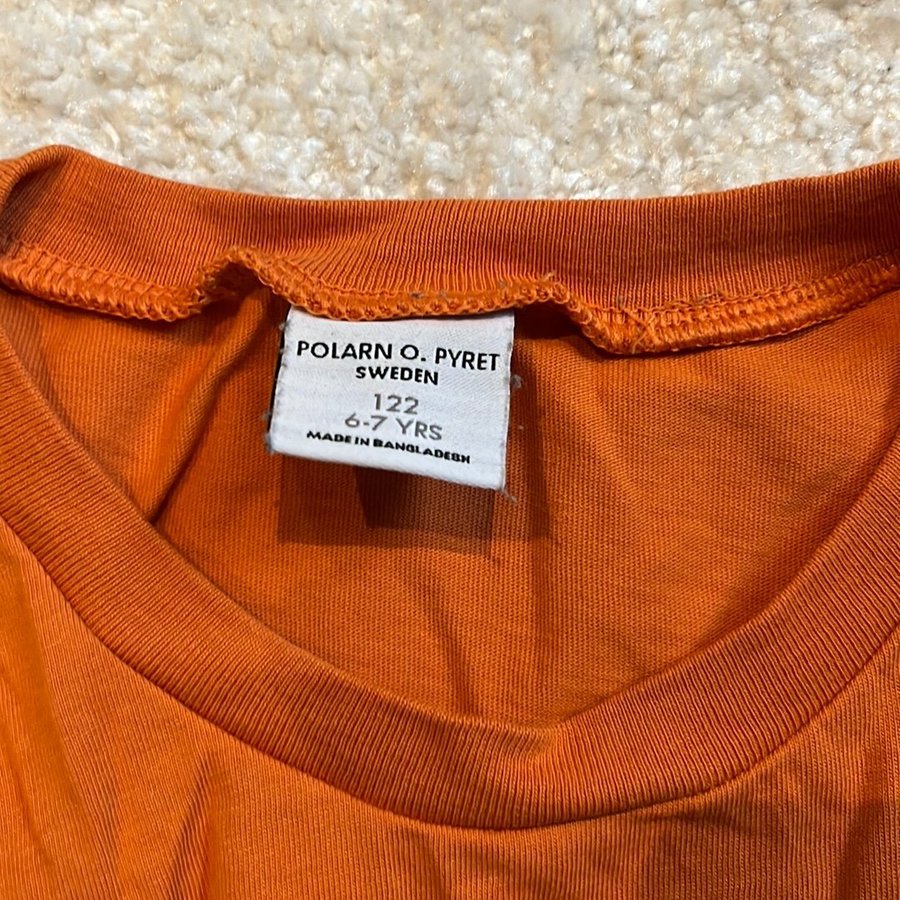 POLARN O. PYRET
SWEDEN
122
6-7 YRS
MADE IN BANGLADESH